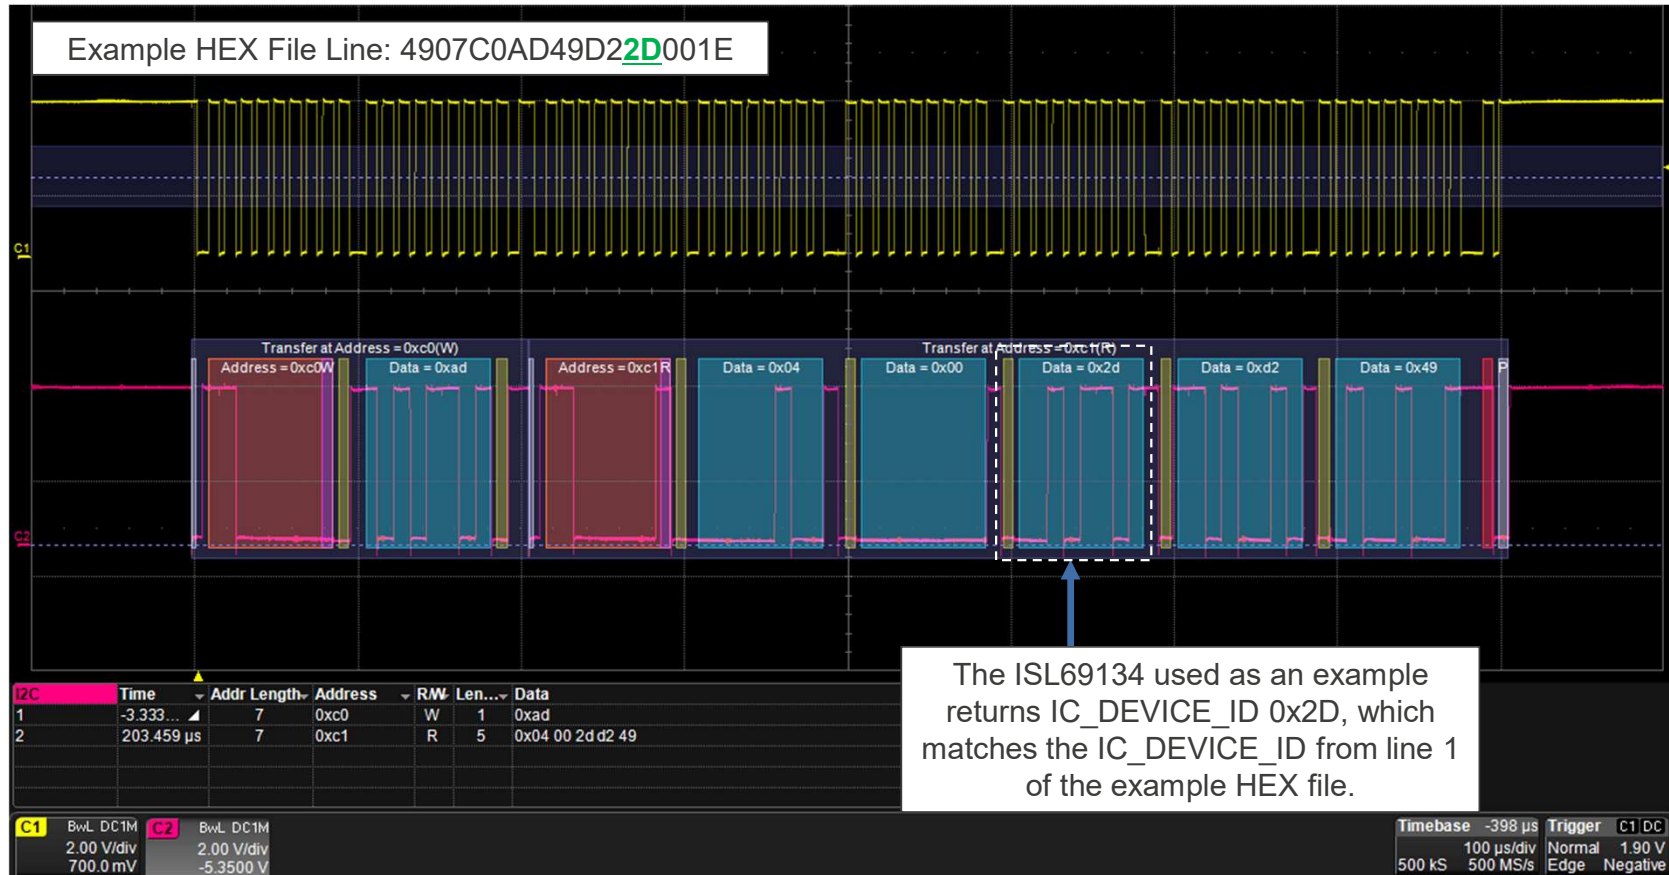 Example HEX File Line: 4907C0AD49D22D001E
C1
Transfer at Address =0xc0(W)
Transfer at Address =0xc1(R)
Address =0xc0W
Data = 0xad
Address =0xc1R
Data = 0x04
Data = 0x00
Data = 0x2d
Data = 0xd2
Data = 0x49
P
C2
The ISL69134 used as an example
returns IC_DEVICE_ID 0x2D, which
matches the IC_DEVICE_ID from line 1
of the example HEX file.
I2C Time Addr Length Address R/W Len... Data
1 -3.333... 7 0xc0 W 1 0xad
2 203.459 µs 7 0xc1 R 5 0x04 00 2d d2 49
C1 BwL DC1M
2.00 V/div
700.0 mV
C2 BwL DC1M
2.00 V/div
-5.3500 V
Timebase -398 µs
100 µs/div
500 kS 500 MS/s
Trigger C1 DC
Normal 1.90 V
Edge Negative